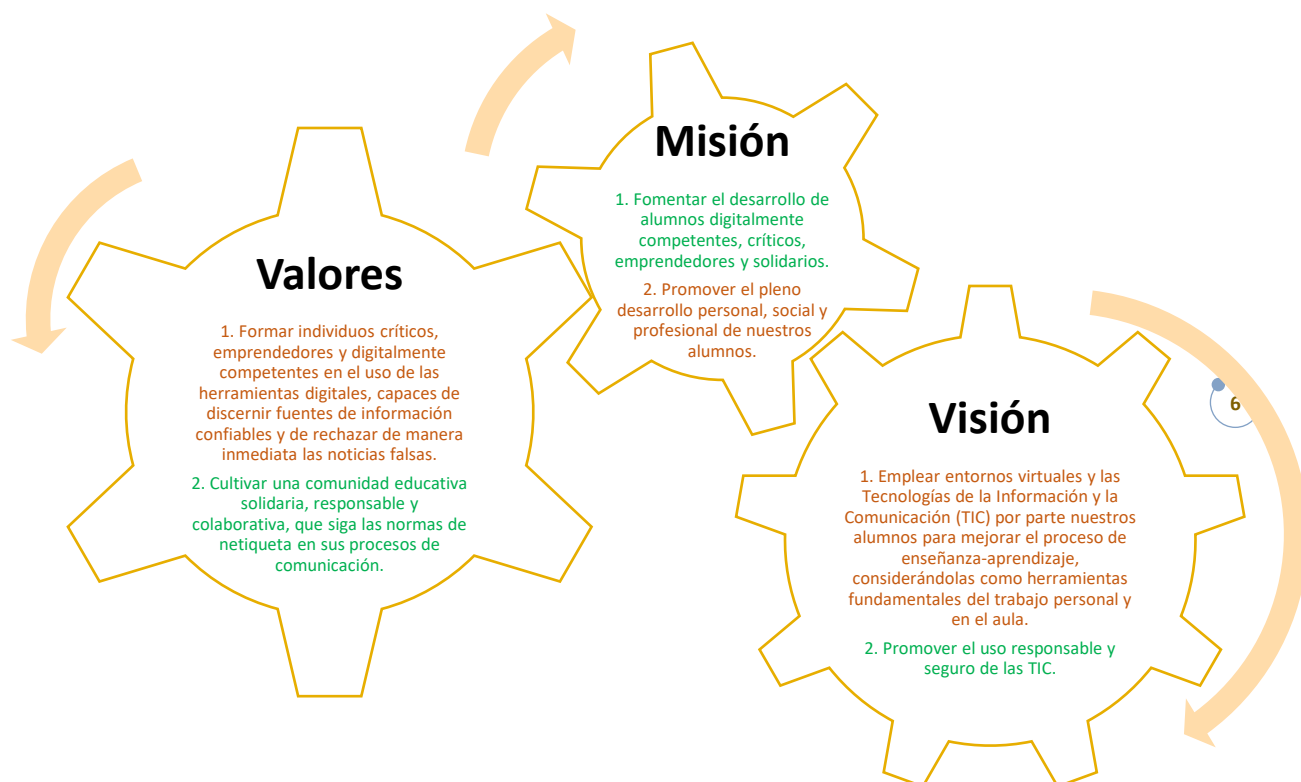 Misión
1. Fomentar el desarrollo de
alumnos digitalmente
competentes, críticos,
emprendedores y solidarios.
2. Promover el pleno
desarrollo personal, social y
profesional de nuestros
alumnos.
Valores
1. Formar individuos críticos,
emprendedores y digitalmente
competentes en el uso de las
herramientas digitales, capaces de
discernir fuentes de información
confiables y de rechazar de manera
inmediata las noticias falsas.
2. Cultivar una comunidad educativa
solidaria, responsable y
colaborativa, que siga las normas de
netiqueta en sus procesos de
comunicación.
Visión
1. Emplear entornos virtuales y las
Tecnologías de la Información y la
Comunicación (TIC) por parte nuestros
alumnos para mejorar el proceso de
enseñanza-aprendizaje,
considerándolas como herramientas
fundamentales del trabajo personal y
en el aula.
2. Promover el uso responsable y
seguro de las TIC.
6